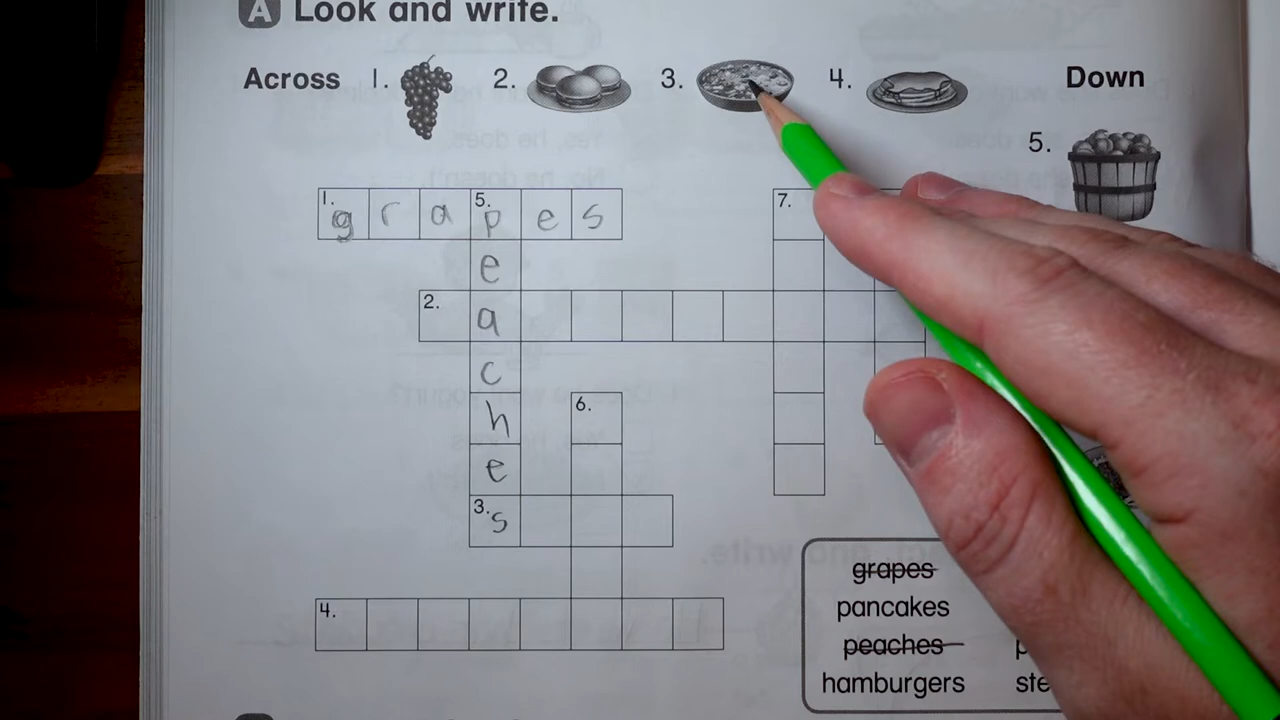 A Look and write.
Across 1. 2. 3. 4. Down
5.
1. g r a 5. p e s 7.
e
2. a
c
h 6.
e
3. s
4.
grapes
pancakes
peaches
hamburgers